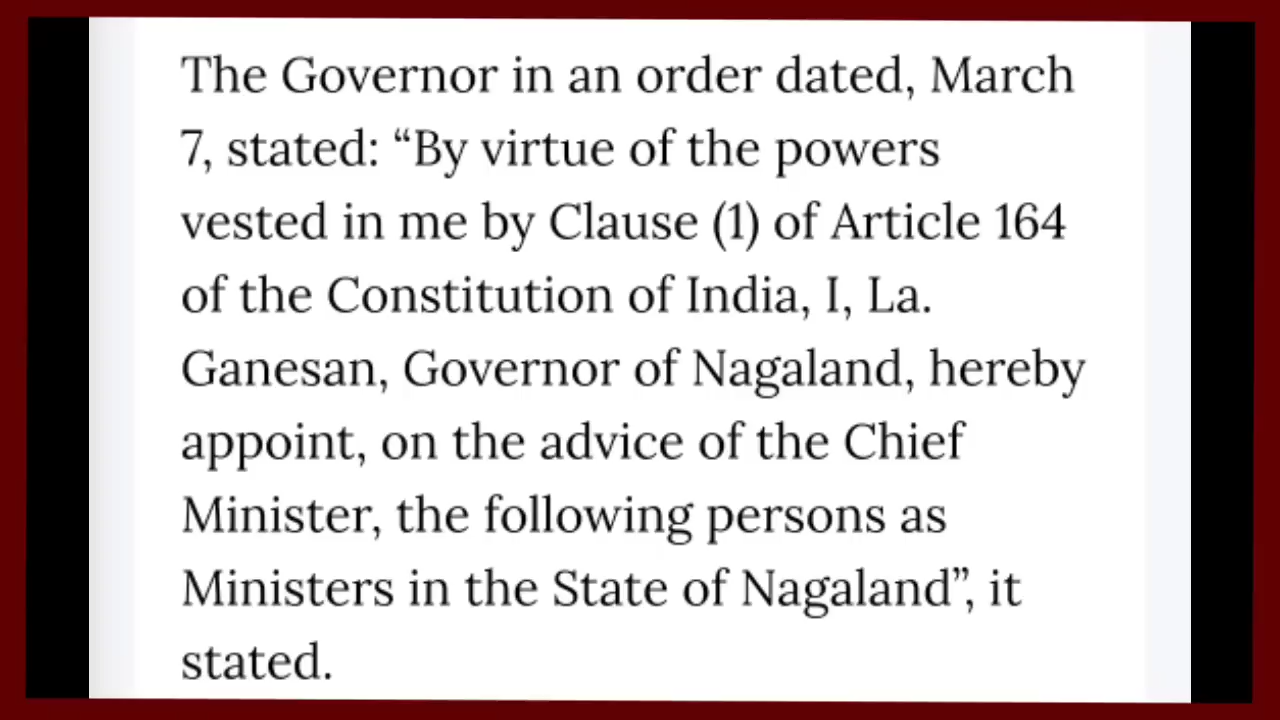 The Governor in an order dated, March
7, stated: “By virtue of the powers
vested in me by Clause (1) of Article 164
of the Constitution of India, I, La.
Ganesan, Governor of Nagaland, hereby
appoint, on the advice of the Chief
Minister, the following persons as
Ministers in the State of Nagaland”, it
stated.